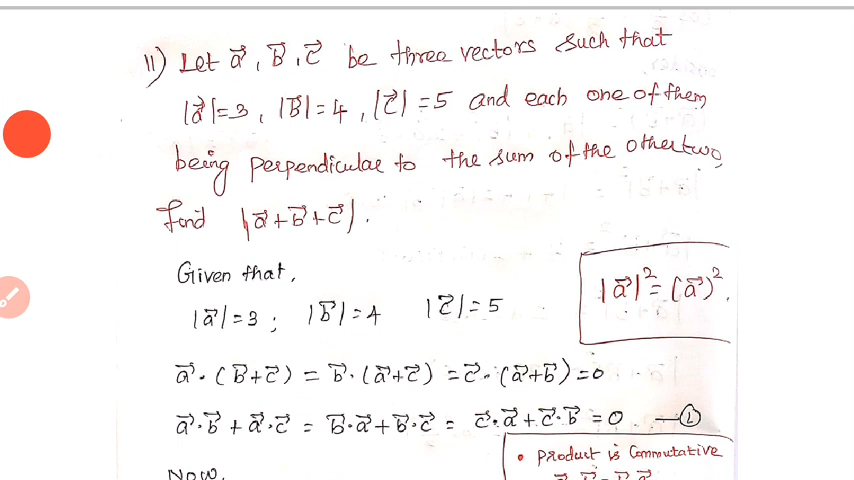 11) Let a⃗, b⃗, c⃗ be three vectors such that
|a⃗|=3, |b⃗|=4, |c⃗|=5 and each one of them
being perpendicular to the sum of the other two,
find |a⃗+b⃗+c⃗|.
Given that,
|a⃗|=3; |b⃗|=4 |c⃗|=5
|a⃗|²=(a⃗)².
a⃗·(b⃗+c⃗) = b⃗·(a⃗+c⃗) = c⃗·(a⃗+b⃗)=0
a⃗·b⃗+a⃗·c⃗ = b⃗·a⃗+b⃗·c⃗ = c⃗·a⃗+c⃗·b⃗ =0 —①
• Product is Commutative
Now,